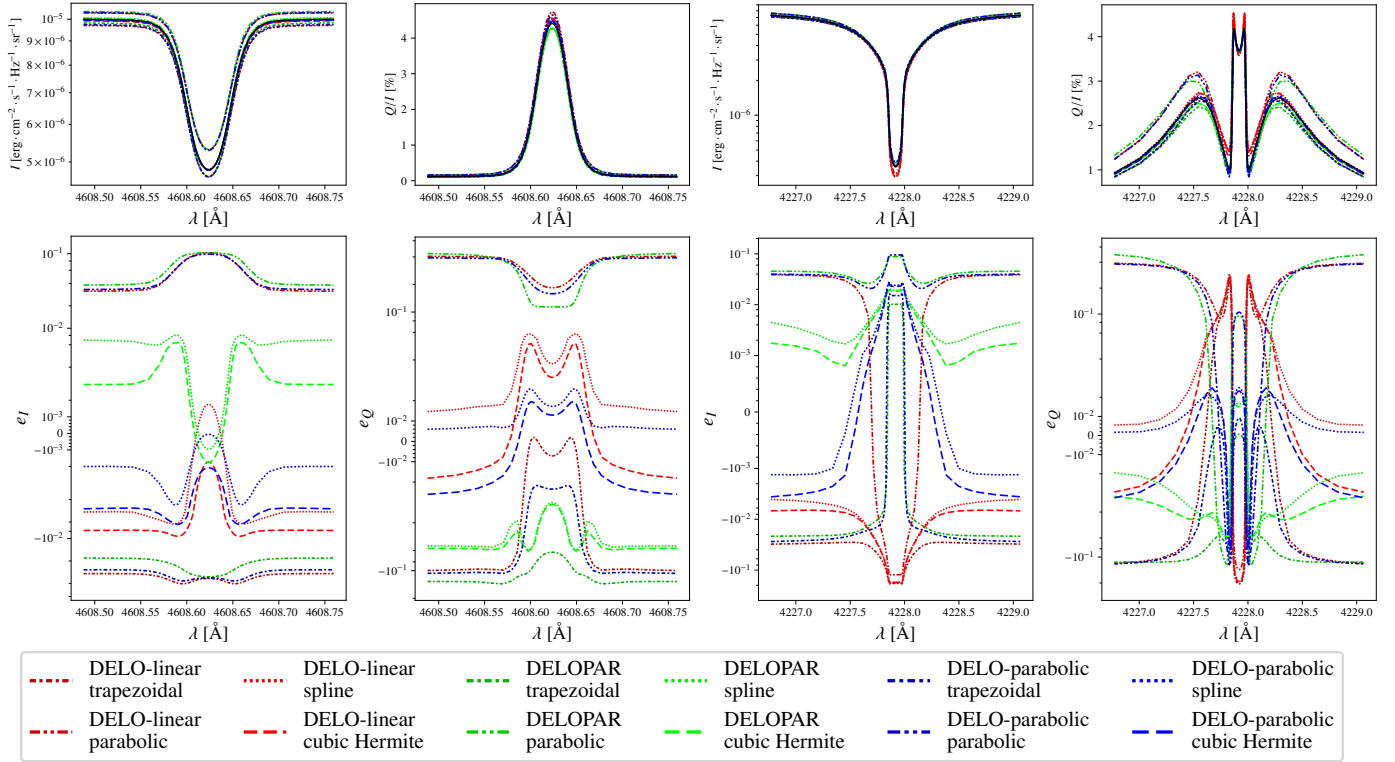 I [erg · cm⁻² · s⁻¹ · Hz⁻¹ · sr⁻¹]
10⁻⁵
9 × 10⁻⁶
8 × 10⁻⁶
7 × 10⁻⁶
6 × 10⁻⁶
5 × 10⁻⁶
4608.50 4608.55 4608.60 4608.65 4608.70 4608.75
λ [Å]
Q/I [%]
4
3
2
1
0
4608.50 4608.55 4608.60 4608.65 4608.70 4608.75
λ [Å]
I [erg · cm⁻² · s⁻¹ · Hz⁻¹ · sr⁻¹]
10⁻⁶
4227.0 4227.5 4228.0 4228.5 4229.0
λ [Å]
Q/I [%]
4
3
2
1
4227.0 4227.5 4228.0 4228.5 4229.0
λ [Å]
e_I
10⁻¹
10⁻²
10⁻³
0
−10⁻³
−10⁻²
4608.50 4608.55 4608.60 4608.65 4608.70 4608.75
λ [Å]
e_Q
10⁻¹
10⁻²
0
−10⁻²
−10⁻¹
4608.50 4608.55 4608.60 4608.65 4608.70 4608.75
λ [Å]
e_I
10⁻¹
10⁻²
10⁻³
0
−10⁻³
−10⁻²
−10⁻¹
4227.0 4227.5 4228.0 4228.5 4229.0
λ [Å]
e_Q
10⁻¹
10⁻²
0
−10⁻²
−10⁻¹
4227.0 4227.5 4228.0 4228.5 4229.0
λ [Å]
DELO-linear
trapezoidal
DELO-linear
spline
DELOPAR
trapezoidal
DELOPAR
spline
DELO-parabolic
trapezoidal
DELO-parabolic
spline
DELO-linear
parabolic
DELO-linear
cubic Hermite
DELOPAR
parabolic
DELOPAR
cubic Hermite
DELO-parabolic
parabolic
DELO-parabolic
cubic Hermite